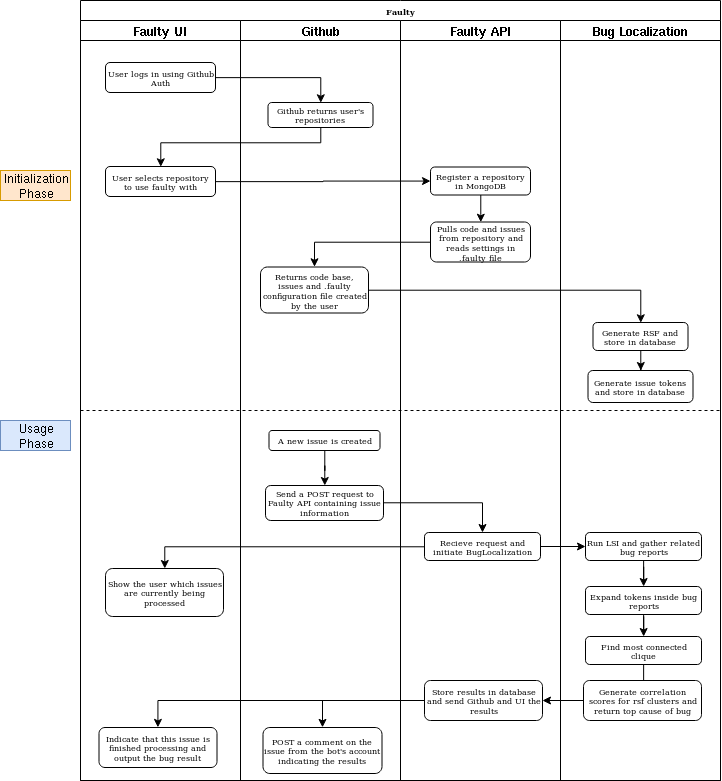 Faulty
Faulty UI
Github
Faulty API
Bug Localization
User logs in using Github
Auth
Github returns user's
repositories
Initialization
Phase
User selects repository
to use faulty with
Register a repository
in MongoDB
Pulls code and issues
from repository and
reads settings in
.faulty file
Returns code base,
issues and .faulty
configuration file created
by the user
Generate RSF and
store in database
Generate issue tokens
and store in database
Usage
Phase
A new issue is created
Send a POST request to
Faulty API containing issue
information
Recieve request and
initiate BugLocalization
Run LSI and gather related
bug reports
Show the user which issues
are currently being
processed
Expand tokens inside bug
reports
Find most connected
clique
Generate correlation
scores for rsf clusters and
return top cause of bug
Store results in database
and send Github and UI the
results
Indicate that this issue is
finished processing and
output the bug result
POST a comment on the
issue from the bot's account
indicating the results